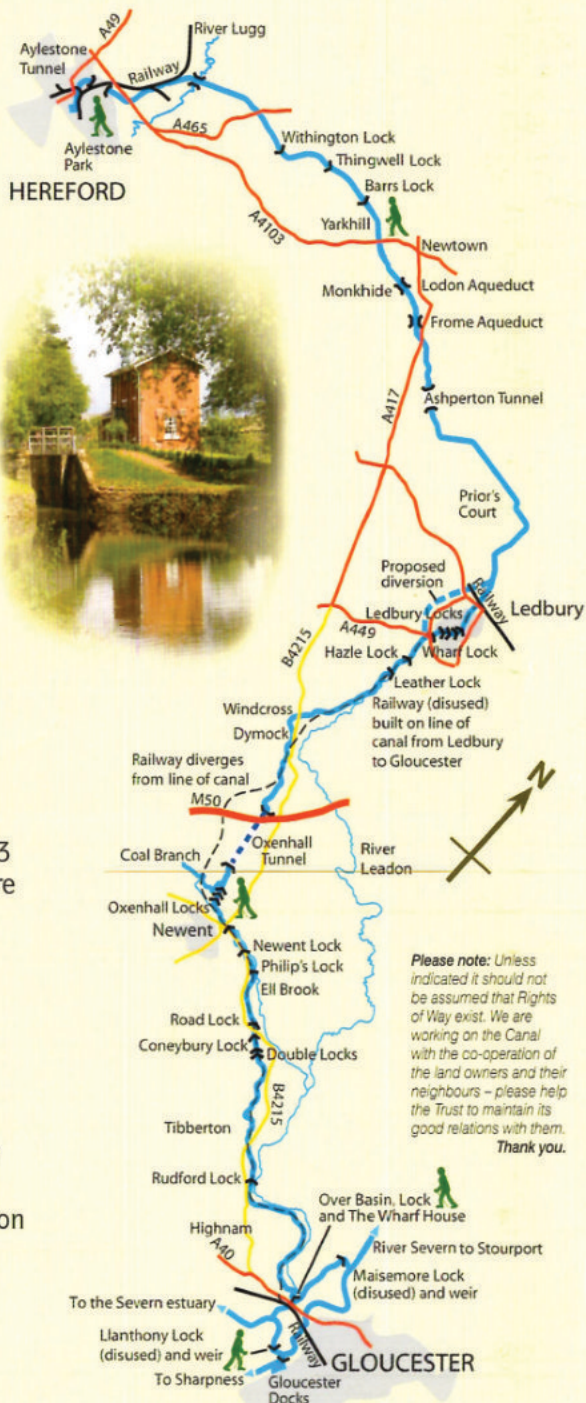 A49
River Lugg
Aylestone
Tunnel
Railway
A465
Aylestone
Park
Withington Lock
Thingwell Lock
HEREFORD
Barrs Lock
A4103
Yarkhill
Newtown
Monkhide
Lodon Aqueduct
Frome Aqueduct
A417
Ashperton Tunnel
Prior's
Court
Proposed
diversion
Railway
Ledbury
Ledbury Locks
A449
B4215
Hazle Lock
Wharf Lock
Leather Lock
Windcross
Railway (disused)
built on line of
canal from Ledbury
to Gloucester
Dymock
Railway diverges
from line of canal
M50
N
3
re
Coal Branch
Oxenhall
Tunnel
River
Leadon
Oxenhall Locks
Newent
Newent Lock
Philip's Lock
Ell Brook
Please note: Unless
indicated it should not
be assumed that Rights
of Way exist. We are
working on the Canal
with the co-operation of
the land owners and their
neighbours – please help
the Trust to maintain its
good relations with them.
Thank you.
Road Lock
Coneybury Lock
Double Locks
B4215
Tibberton
Rudford Lock
on
Over Basin, Lock
and The Wharf House
Highnam
A40
River Severn to Stourport
Maisemore Lock
(disused) and weir
To the Severn estuary
Llanthony Lock
(disused) and weir
Railway
GLOUCESTER
To Sharpness
Gloucester
Docks